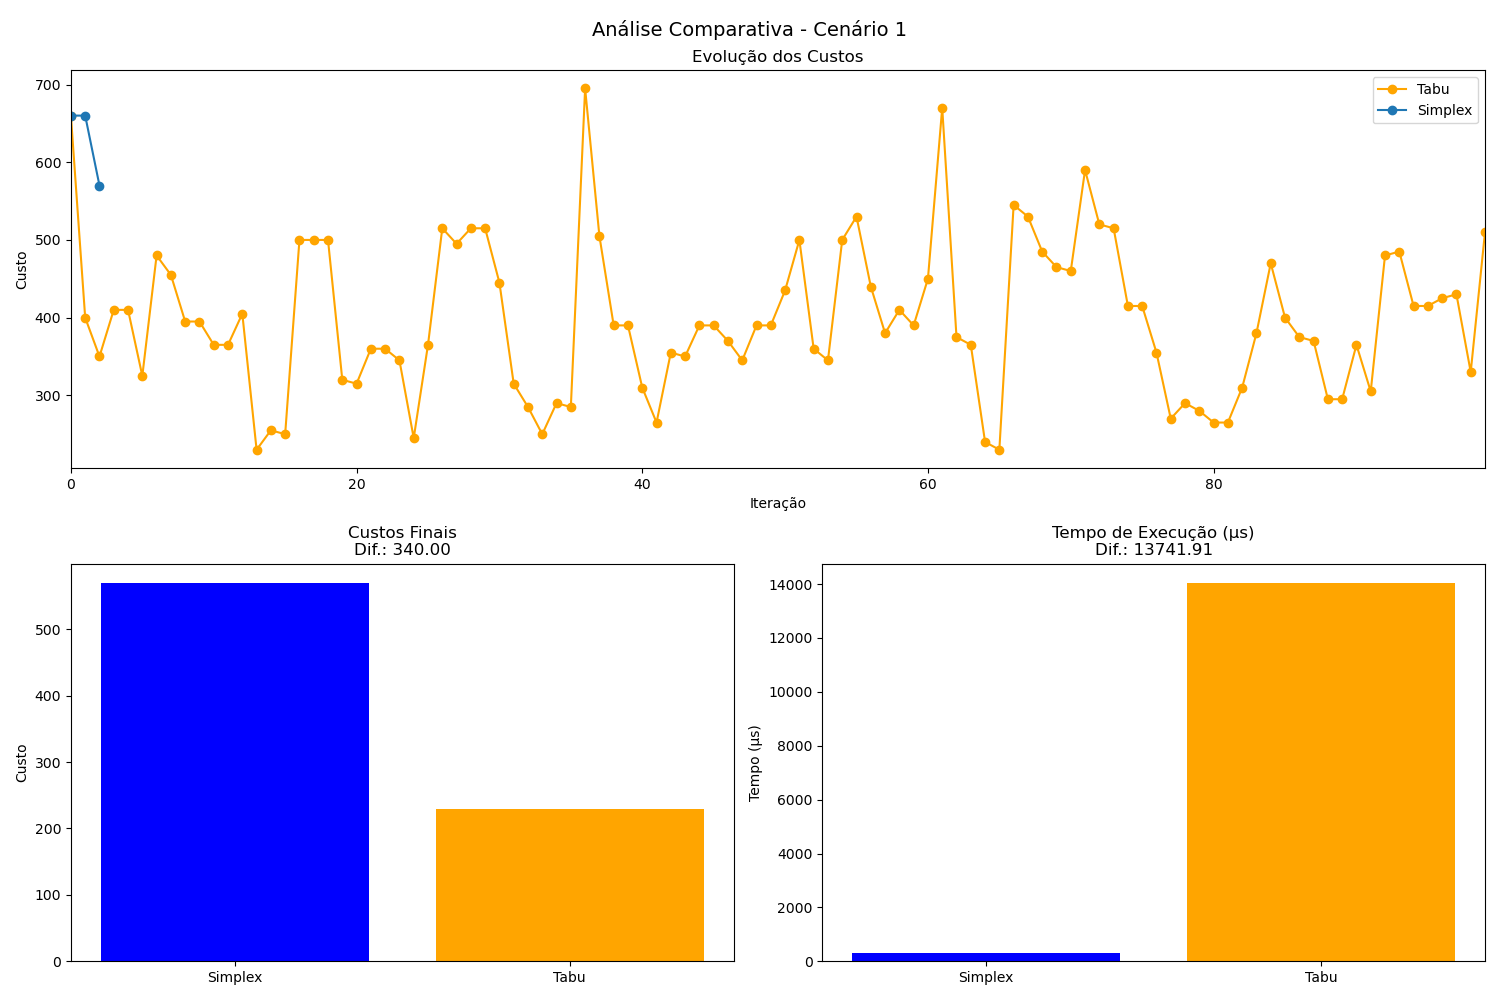 Análise Comparativa - Cenário 1
Evolução dos Custos
700
600
500
400
300
Custo
Tabu
Simplex
0 20 40 60 80
Iteração
Custos Finais
Dif.: 340.00
500
400
300
200
100
0
Custo
Simplex Tabu
Tempo de Execução (µs)
Dif.: 13741.91
14000
12000
10000
8000
6000
4000
2000
0
Tempo (µs)
Simplex Tabu